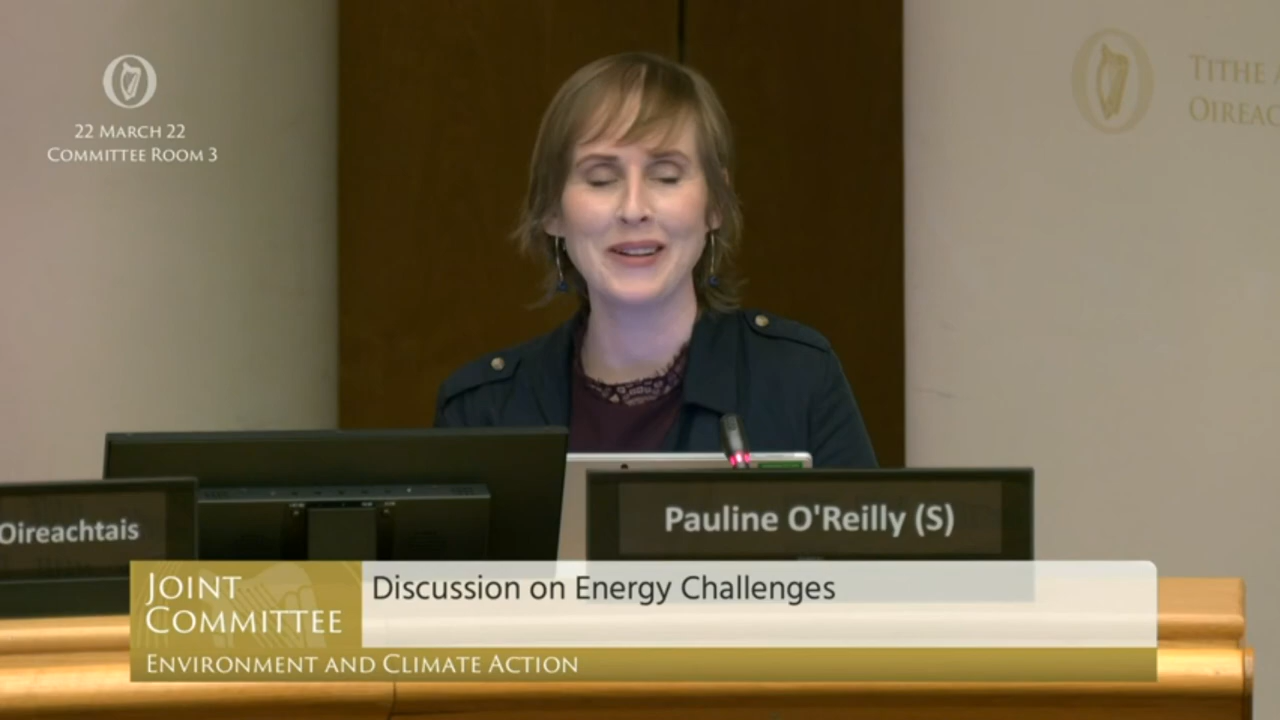 22 March 22
Committee Room 3
Tithe
Oireachtais
Pauline O'Reilly (S)
Joint
Committee
Discussion on Energy Challenges
Environment and Climate Action